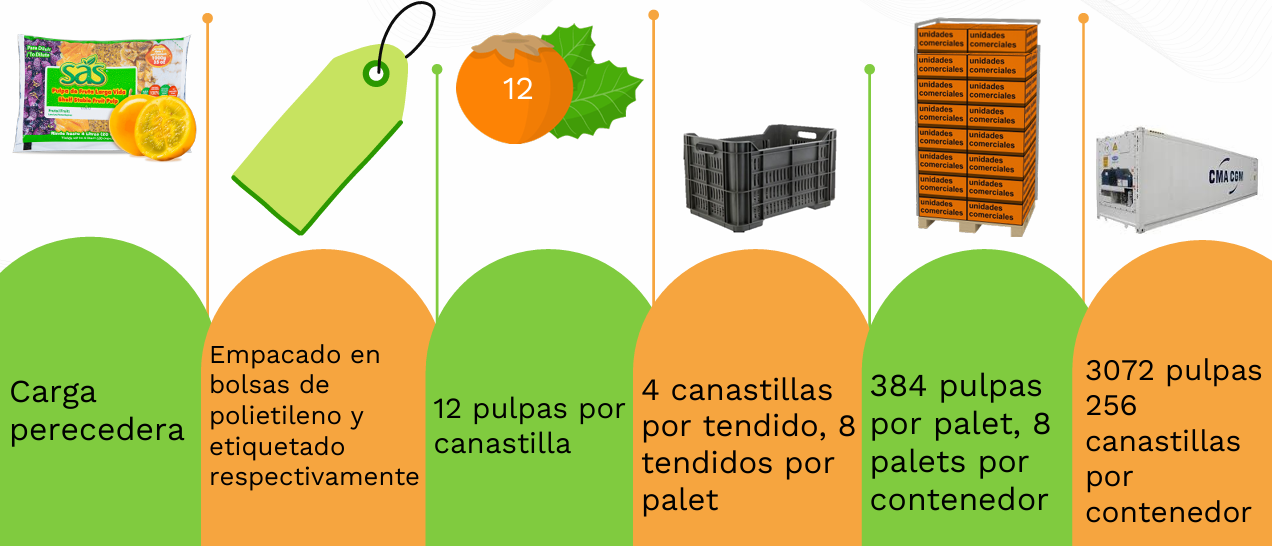 Para Diluir
To Dilute
sas
Pulpa de Fruta Larga Vida
Shelf Stable Fruit Pulp
12
unidades comerciales unidades comerciales
unidades comerciales unidades comerciales
unidades comerciales unidades comerciales
unidades comerciales unidades comerciales
unidades comerciales unidades comerciales
unidades comerciales unidades comerciales
unidades comerciales unidades comerciales
unidades comerciales unidades comerciales
CMA CGM
Carga
perecedera
Empacado en
bolsas de
polietileno y
etiquetado
respectivamente
12 pulpas por
canastilla
4 canastillas
por tendido, 8
tendidos por
palet
384 pulpas
por palet, 8
palets por
contenedor
3072 pulpas
256
canastillas
por
contenedor